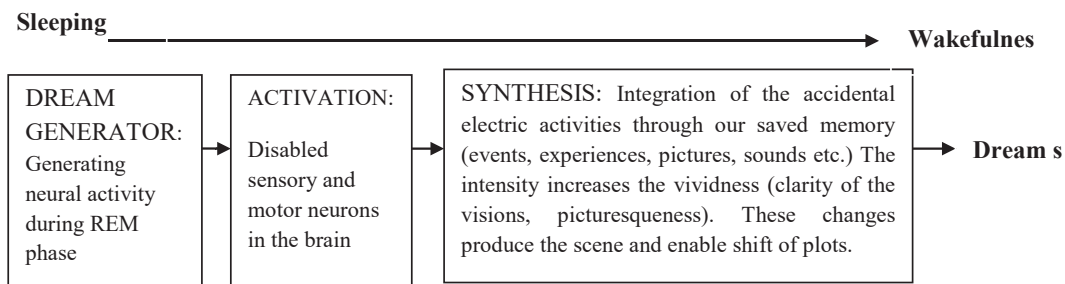 Sleeping
Wakefulnes
DREAM
GENERATOR:
Generating
neural activity
during REM
phase
ACTIVATION:
Disabled
sensory and
motor neurons
in the brain
SYNTHESIS: Integration of the accidental
electric activities through our saved memory
(events, experiences, pictures, sounds etc.) The
intensity increases the vividness (clarity of the
visions, picturesqueness). These changes
produce the scene and enable shift of plots.
Dream s